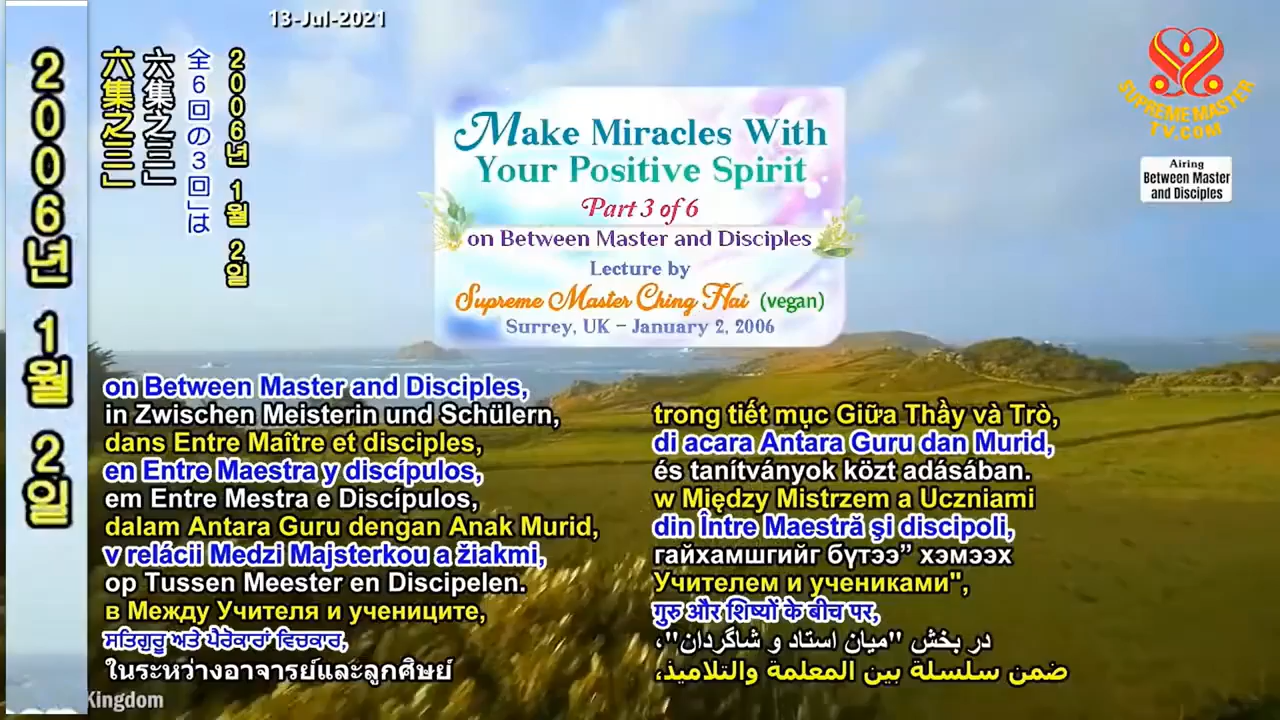 13-Jul-2021
2006년 1월 2일
六集之三」
六集之三」
全6回の3回」は
2006년 1월 2일
Make Miracles With
Your Positive Spirit
Part 3 of 6
on Between Master and Disciples
Lecture by
Supreme Master Ching Hai (vegan)
Surrey, UK – January 2, 2006
SUPREME MASTER
TV.COM
Airing
Between Master
and Disciples
on Between Master and Disciples,
in Zwischen Meisterin und Schülern,
dans Entre Maître et disciples,
en Entre Maestra y discípulos,
em Entre Mestra e Discípulos,
dalam Antara Guru dengan Anak Murid,
v relácii Medzi Majsterkou a žiakmi,
op Tussen Meester en Discipelen.
в Между Учителя и учениците,
ਸਤਿਗੁਰੂ ਅਤੇ ਪੈਰੋਕਾਰਾਂ ਵਿਚਕਾਰ,
ในระหว่างอาจารย์และลูกศิษย์
trong tiết mục Giữa Thầy và Trò,
di acara Antara Guru dan Murid,
és tanítványok közt adásában.
w Między Mistrzem a Uczniami
din Între Maestră şi discipoli,
гайхамшгийг бүтээ” хэмээх
Учителем и учениками",
गुरु और शिष्यों के बीच पर,
در بخش "میان استاد و شاگردان"،
ضمن سلسلة بين المعلمة والتلاميذ،
Kingdom